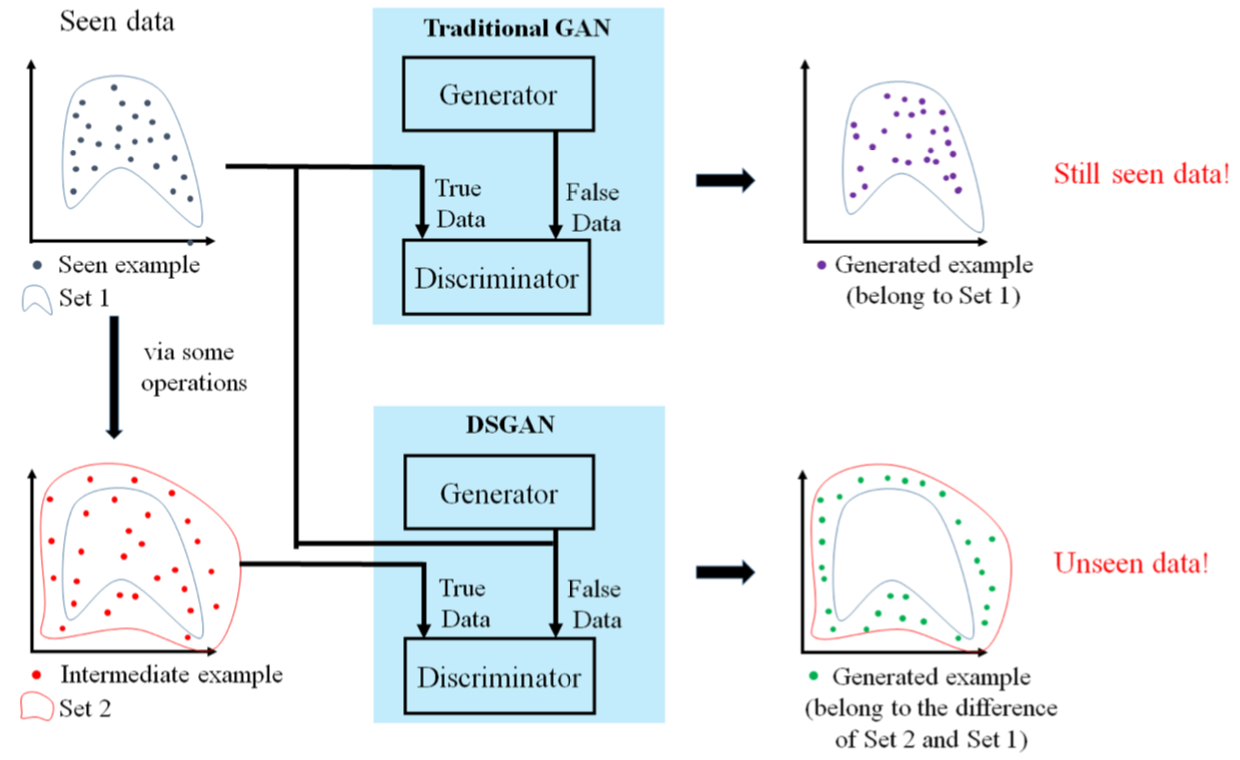 Seen data
Seen example
Set 1
via some
operations
Intermediate example
Set 2
Traditional GAN
Generator
True
Data
False
Data
Discriminator
DSGAN
Generator
True
Data
False
Data
Discriminator
Generated example
(belong to Set 1)
Still seen data!
Generated example
(belong to the difference
of Set 2 and Set 1)
Unseen data!